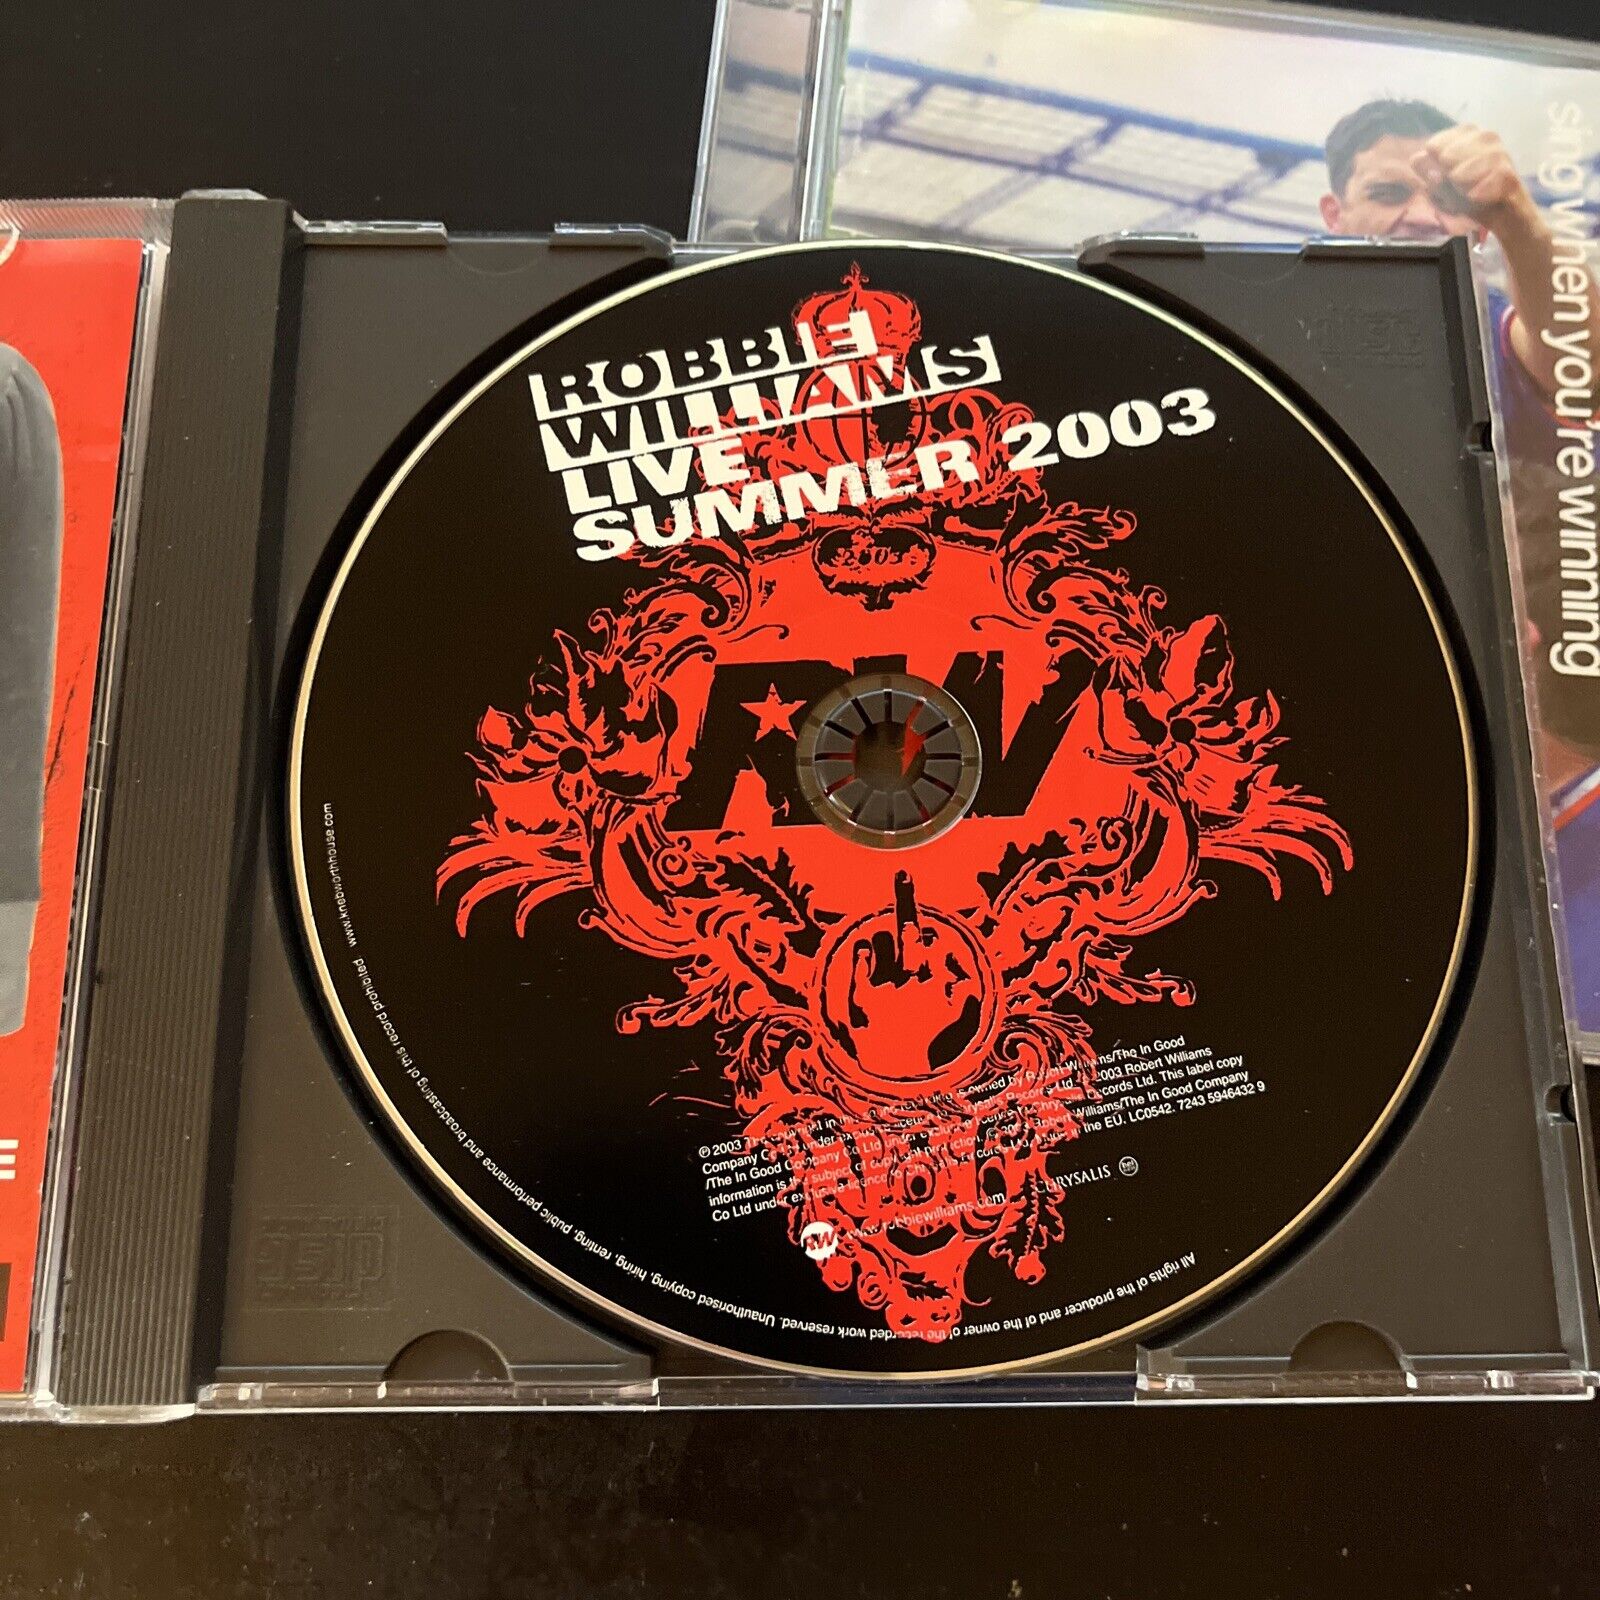 ROBBIE
WILLIAMS
LIVE
SUMMER 2003
2003
RW
℗ 2003 The copyright in this sound recording is owned by Robert Williams/The In Good
Company Co Ltd under exclusive licence to Chrysalis Records Ltd. © 2003 Robert Williams
/The In Good Company Co Ltd under exclusive licence to Chrysalis Records Ltd. This label copy
information is the subject of copyright protection. © 2003 Robert Williams/The In Good Company
Co Ltd under exclusive licence to Chrysalis Records Ltd. Made in the EU. LC0542. 7243 5946432 9
RW www.robbiewilliams.com
CHRYSALIS
All rights of the producer and of the owner of the recorded work reserved. Unauthorised copying, hiring, renting, public performance and broadcasting of this record prohibited www.knebworthhouse.com
sing when you're winning
E